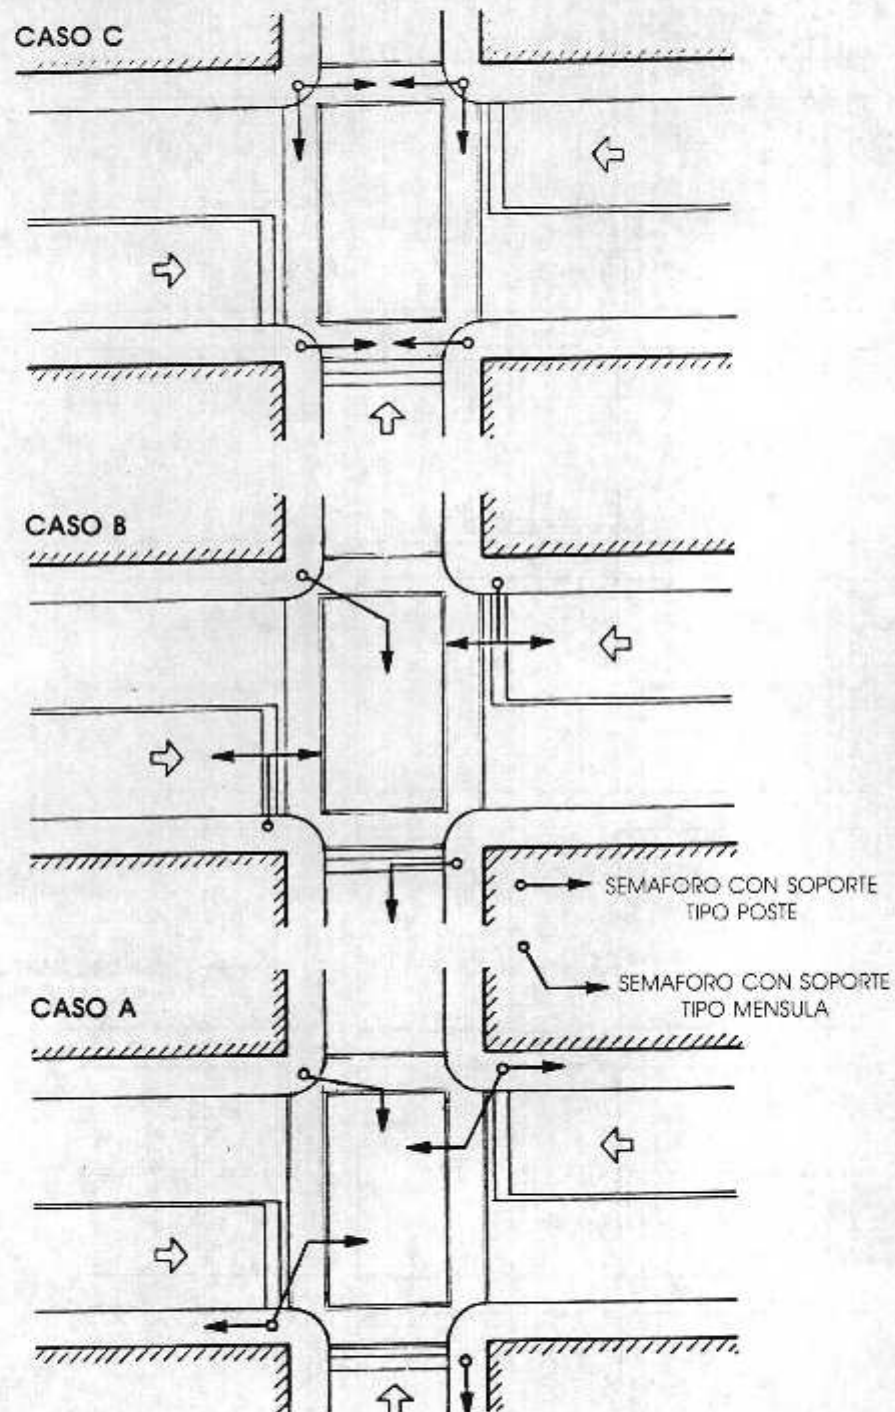 CASO C
CASO B
SEMAFORO CON SOPORTE
TIPO POSTE
SEMAFORO CON SOPORTE
TIPO MENSULA
CASO A